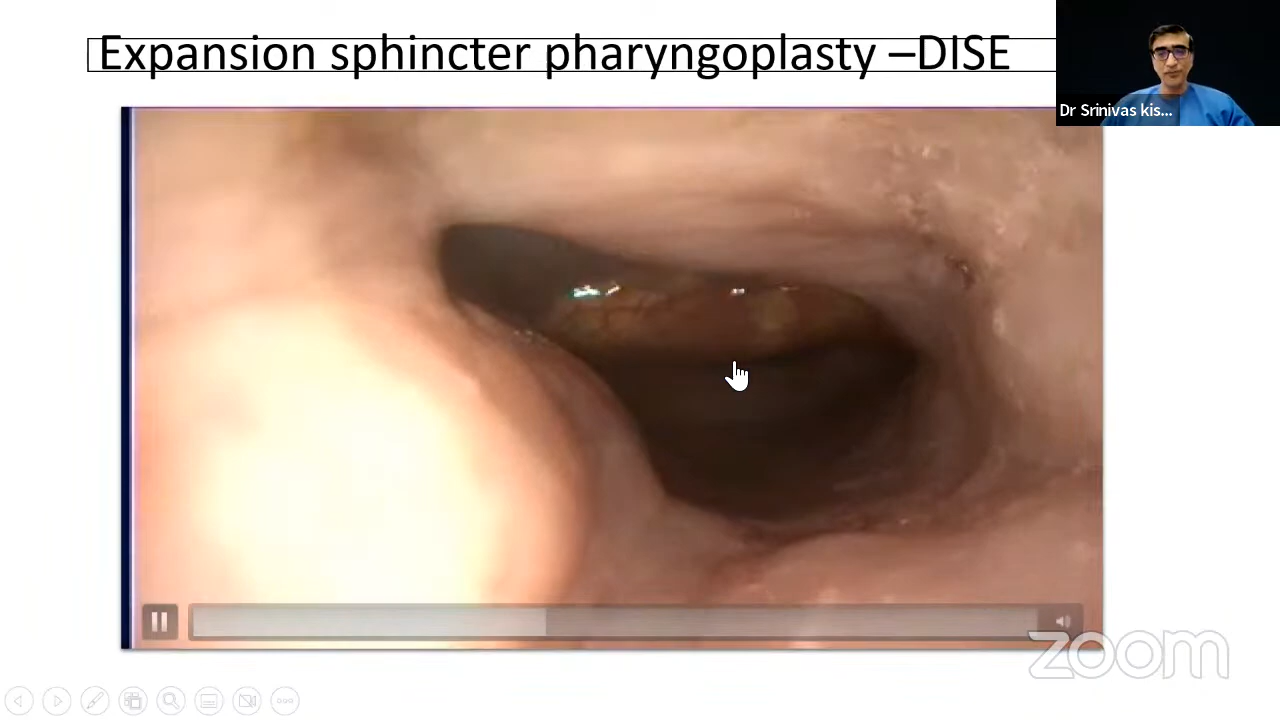 Expansion sphincter pharyngoplasty –DISE
Dr Srinivas kis...
zoom